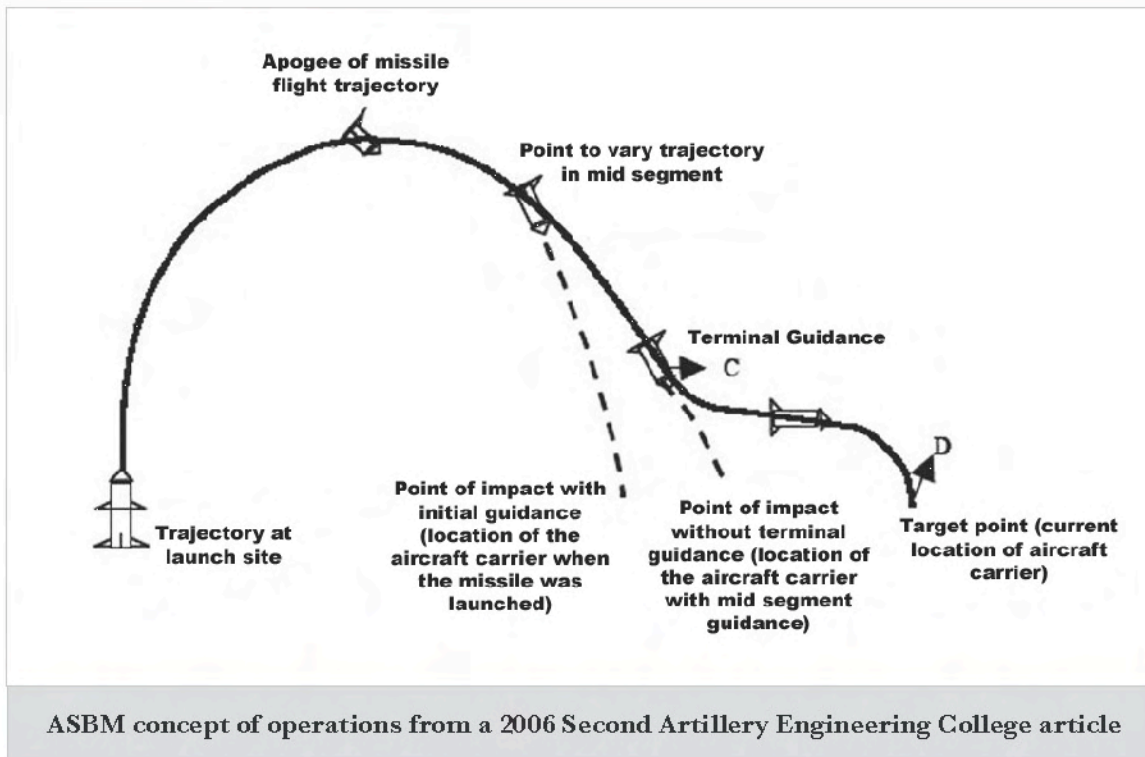 Apogee of missile
flight trajectory
Point to vary trajectory
in mid segment
Terminal Guidance
C
D
Trajectory at
launch site
Point of impact with
initial guidance
(location of the
aircraft carrier when
the missile was
launched)
Point of impact
without terminal
guidance (location of
the aircraft carrier
with mid segment
guidance)
Target point (current
location of aircraft
carrier)
ASBM concept of operations from a 2006 Second Artillery Engineering College article